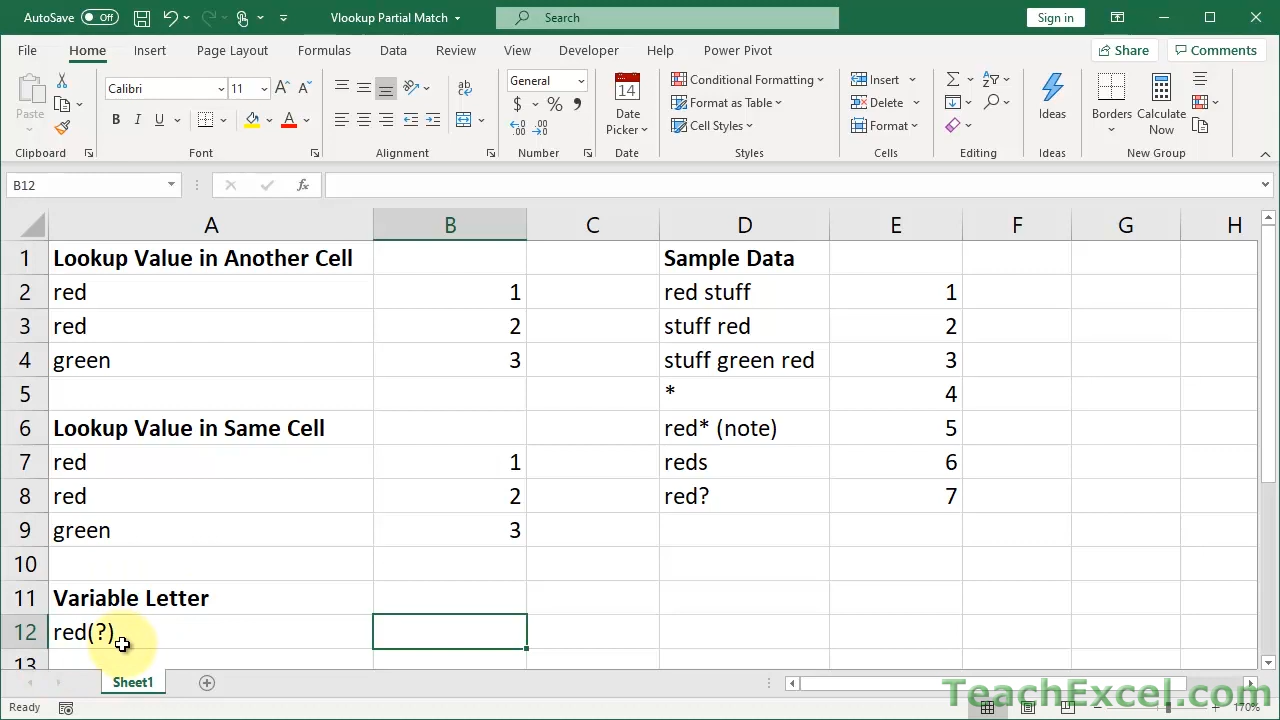 AutoSave Off Vlookup Partial Match Search Sign in
File Home Insert Page Layout Formulas Data Review View Developer Help Power Pivot Share Comments
Paste Calibri 11 General Conditional Formatting Insert
$ % Date Format as Table Delete Ideas Borders Calculate
B I U A Picker Cell Styles Format Now
Clipboard Font Alignment Number Date Styles Cells Editing Ideas New Group
B12 fx
A B C D E F G H
1 Lookup Value in Another Cell Sample Data
2 red 1 red stuff 1
3 red 2 stuff red 2
4 green 3 stuff green red 3
5 * 4
6 Lookup Value in Same Cell red* (note) 5
7 red 1 reds 6
8 red 2 red? 7
9 green 3
10
11 Variable Letter
12 red(?)
13
Sheet1
Ready 170%
TeachExcel.com